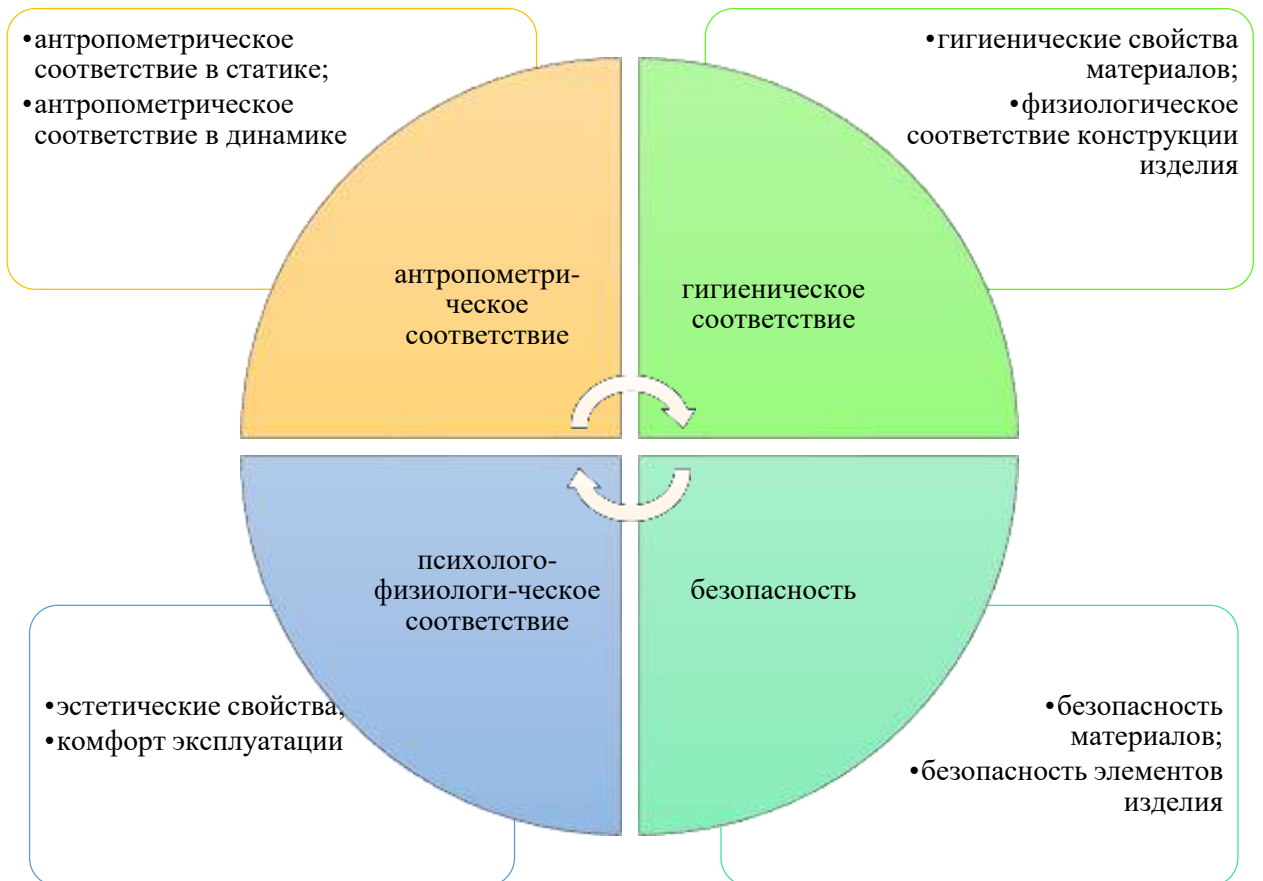 •антропометрическое
соответствие в статике;
•антропометрическое
соответствие в динамике
•гигиенические свойства
материалов;
•физиологическое
соответствие конструкции
изделия
антропометри-
ческое
соответствие
гигиеническое
соответствие
психолого-
физиологи-ческое
соответствие
безопасность
•эстетические свойства;
•комфорт эксплуатации
•безопасность
материалов;
•безопасность элементов
изделия